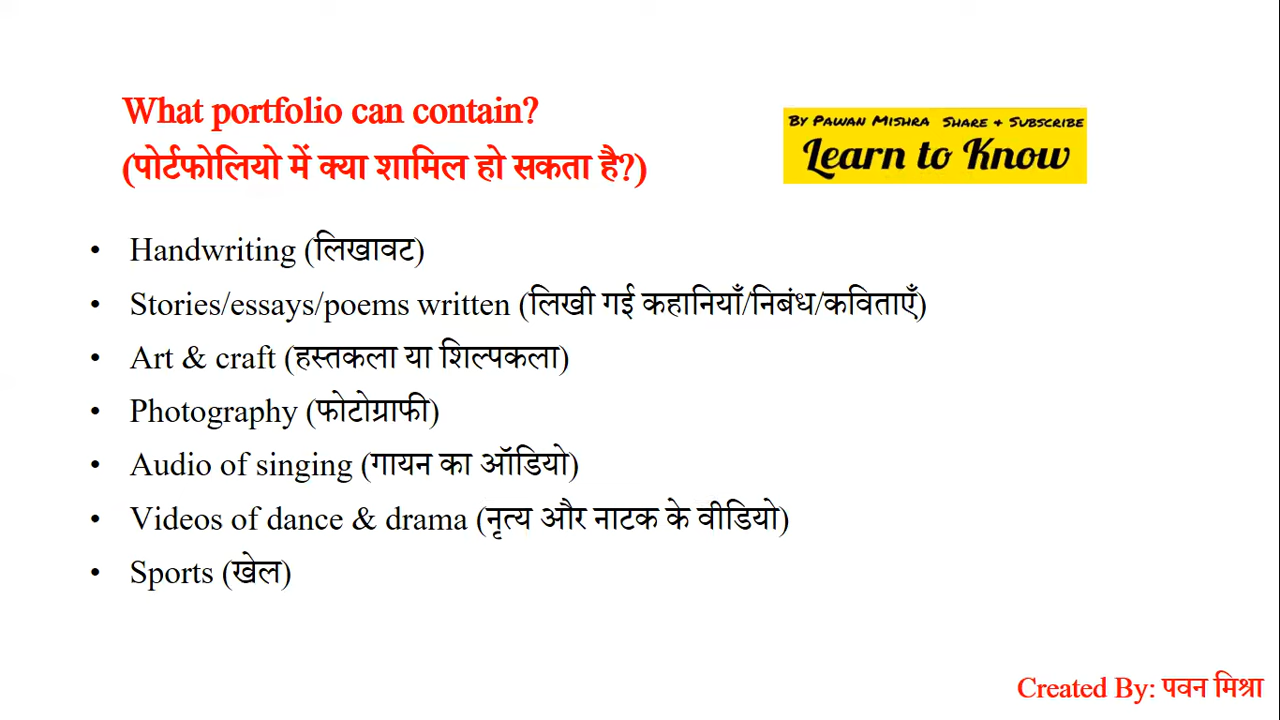 What portfolio can contain?
(पोर्टफोलियो में क्या शामिल हो सकता है?)
By Pawan Mishra Share & Subscribe
Learn to Know
• Handwriting (लिखावट)
• Stories/essays/poems written (लिखी गई कहानियाँ/निबंध/कविताएँ)
• Art & craft (हस्तकला या शिल्पकला)
• Photography (फोटोग्राफी)
• Audio of singing (गायन का ऑडियो)
• Videos of dance & drama (नृत्य और नाटक के वीडियो)
• Sports (खेल)
Created By: पवन मिश्रा